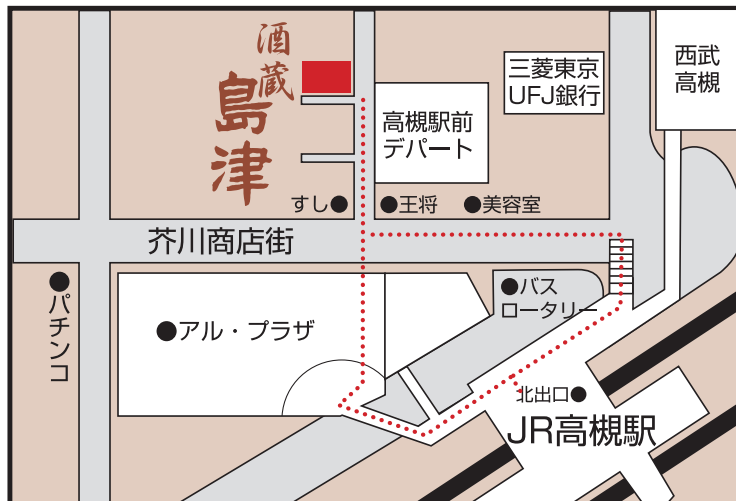 酒蔵
島津
三菱東京
UFJ銀行
西武
高槻
高槻駅前
デパート
すし●
●王将
●美容室
芥川商店街
●パチンコ
●アル・プラザ
●バス
ロータリー
北出口●
JR高槻駅